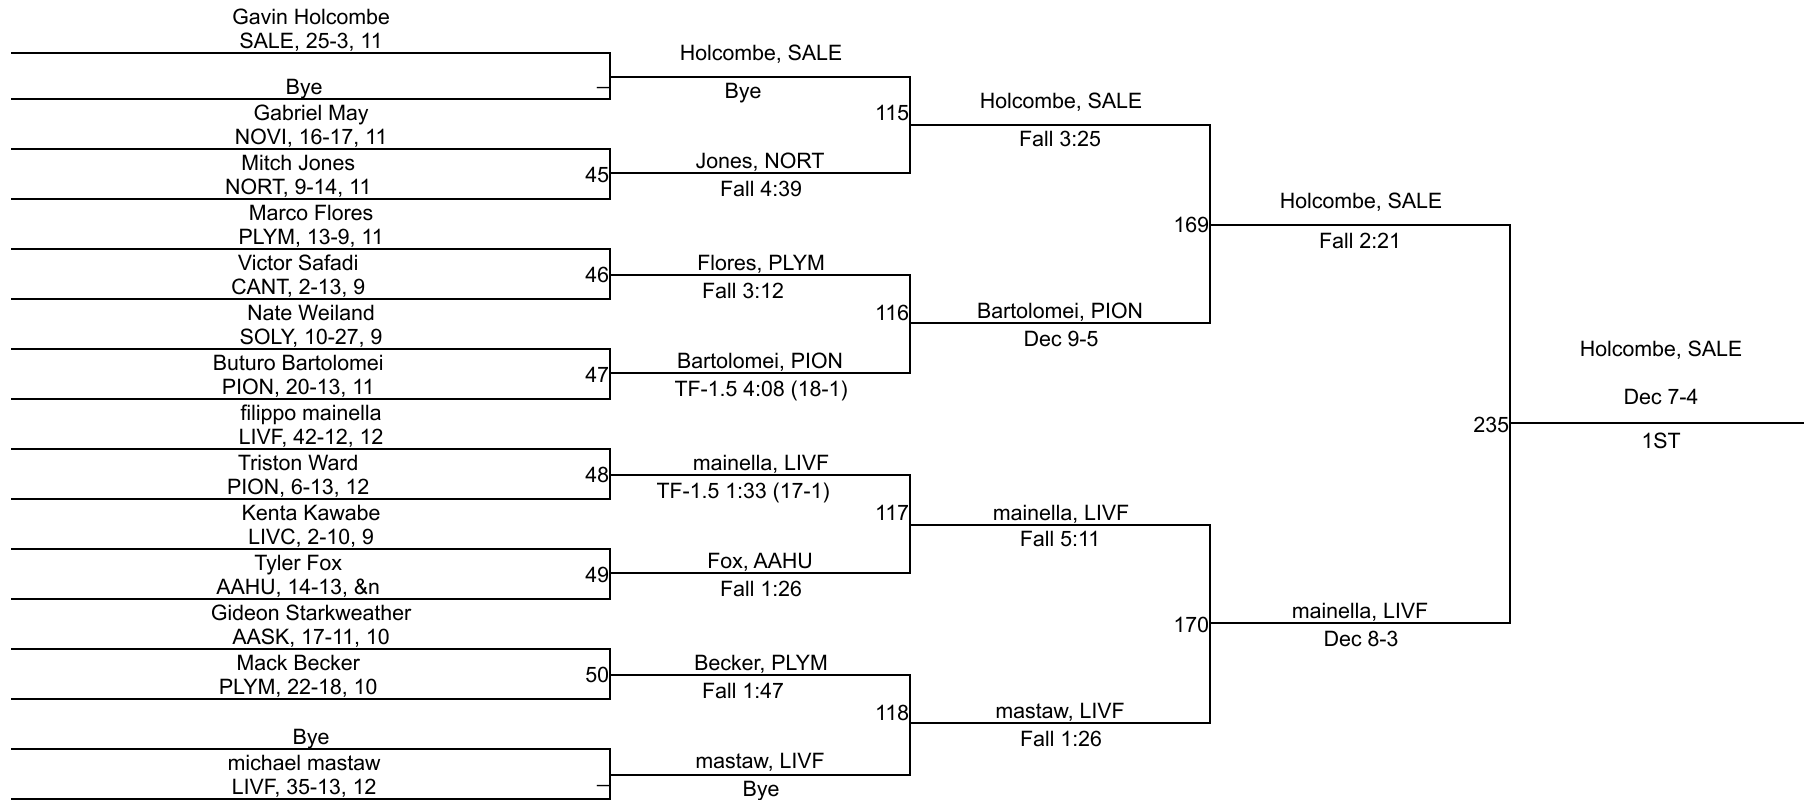 Gavin Holcombe
SALE, 25-3, 11
Bye
Gabriel May
NOVI, 16-17, 11
Mitch Jones
NORT, 9-14, 11
Marco Flores
PLYM, 13-9, 11
Victor Safadi
CANT, 2-13, 9
Nate Weiland
SOLY, 10-27, 9
Buturo Bartolomei
PION, 20-13, 11
filippo mainella
LIVF, 42-12, 12
Triston Ward
PION, 6-13, 12
Kenta Kawabe
LIVC, 2-10, 9
Tyler Fox
AAHU, 14-13, &n
Gideon Starkweather
AASK, 17-11, 10
Mack Becker
PLYM, 22-18, 10
Bye
michael mastaw
LIVF, 35-13, 12
–
45
46
47
48
49
50
–
Holcombe, SALE
Bye
Jones, NORT
Fall 4:39
Flores, PLYM
Fall 3:12
Bartolomei, PION
TF-1.5 4:08 (18-1)
mainella, LIVF
TF-1.5 1:33 (17-1)
Fox, AAHU
Fall 1:26
Becker, PLYM
Fall 1:47
mastaw, LIVF
Bye
115
116
117
118
Holcombe, SALE
Fall 3:25
Bartolomei, PION
Dec 9-5
mainella, LIVF
Fall 5:11
mastaw, LIVF
Fall 1:26
169
170
Holcombe, SALE
Fall 2:21
mainella, LIVF
Dec 8-3
235
Holcombe, SALE
Dec 7-4
1ST